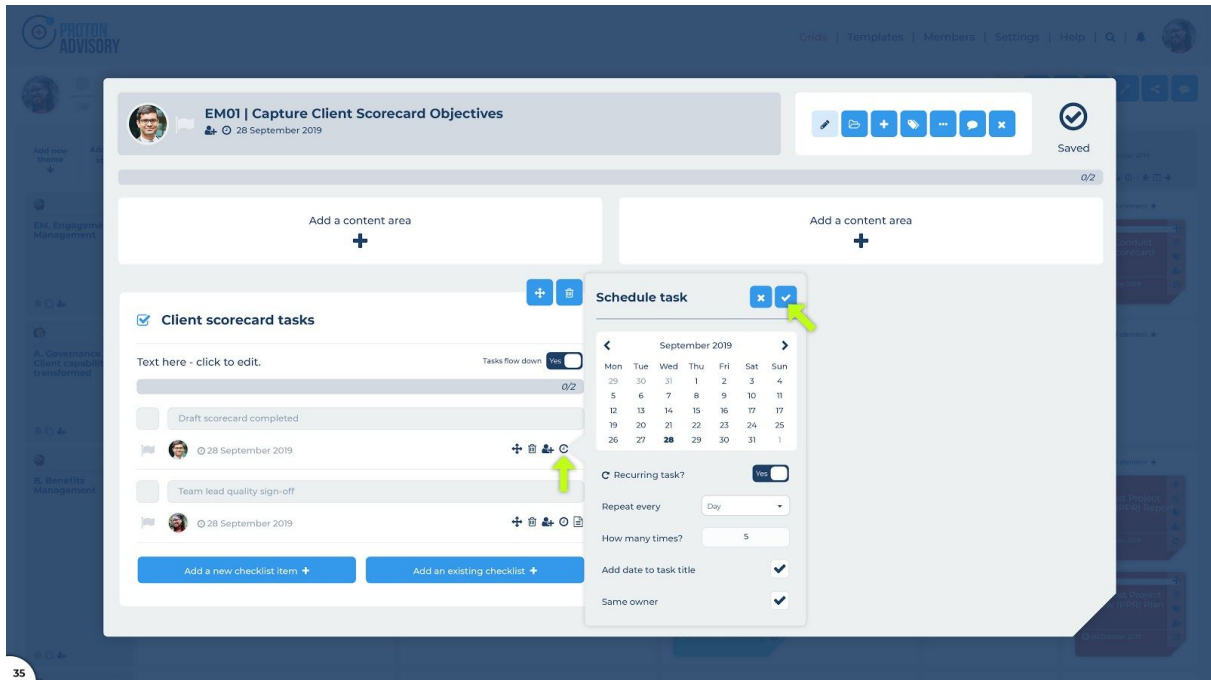 PROTON
ADVISORY
Grids | Templates | Members | Settings | Help |
EM01 | Capture Client Scorecard Objectives
28 September 2019
Saved
0/2
Add new
theme
EM. Engageme
Management
A. Governance
Client capabilit
transformed
B. Benefits
Management
Add a content area
Add a content area
Client scorecard tasks
Text here - click to edit.
Tasks flow down Yes
0/2
Draft scorecard completed
28 September 2019
Team lead quality sign-off
28 September 2019
Add a new checklist item +
Add an existing checklist +
Schedule task
September 2019
Mon Tue Wed Thu Fri Sat Sun
29 30 31 1 2 3 4
5 6 7 8 9 10 11
12 13 14 15 16 17 17
19 20 21 22 23 24 25
26 27 28 29 30 31 1
Recurring task? Yes
Repeat every Day
How many times? 5
Add date to task title
Same owner
35